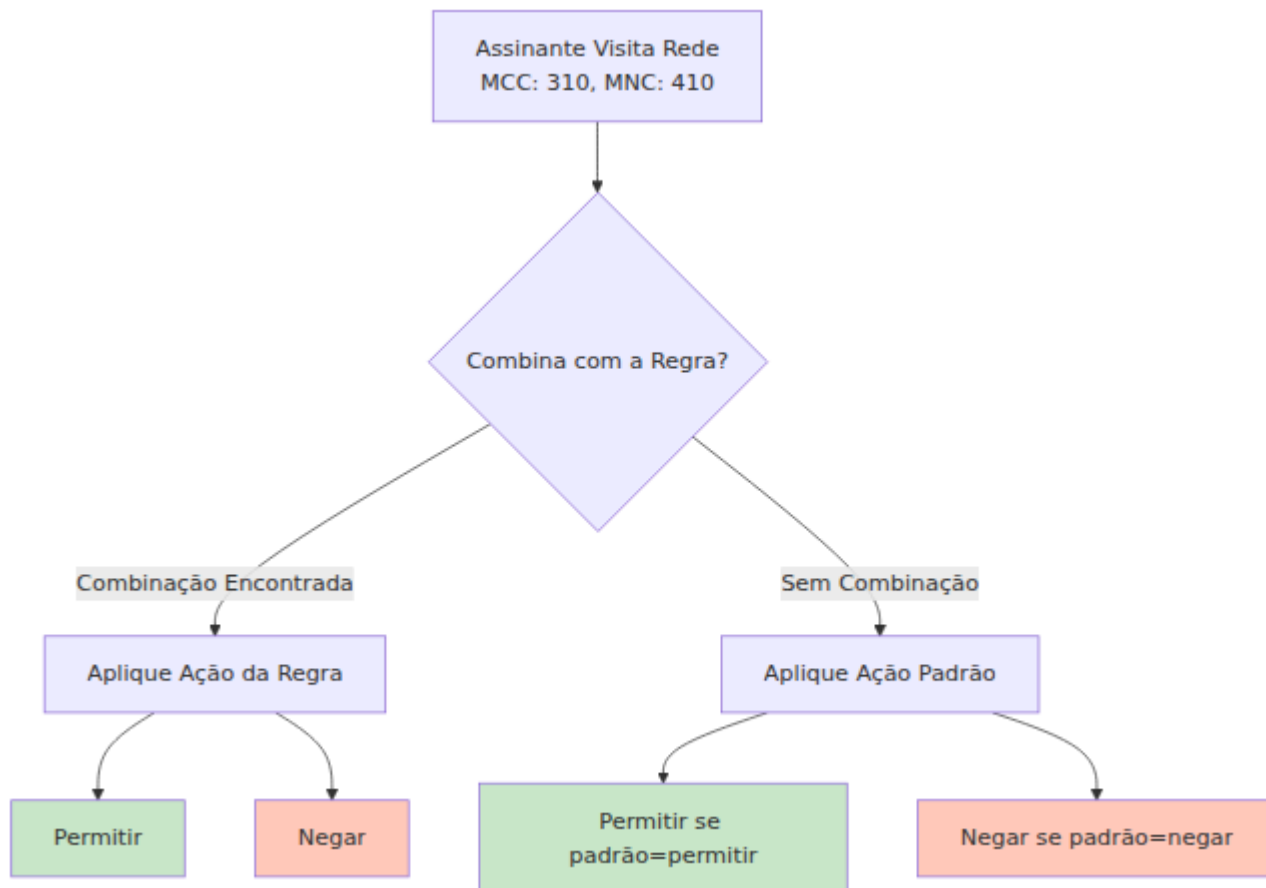 Assinante Visita Rede
MCC: 310, MNC: 410
Combina com a Regra?
Combinação Encontrada
Sem Combinação
Aplique Ação da Regra
Aplique Ação Padrão
Permitir
Negar
Permitir se
padrão=permitir
Negar se padrão=negar